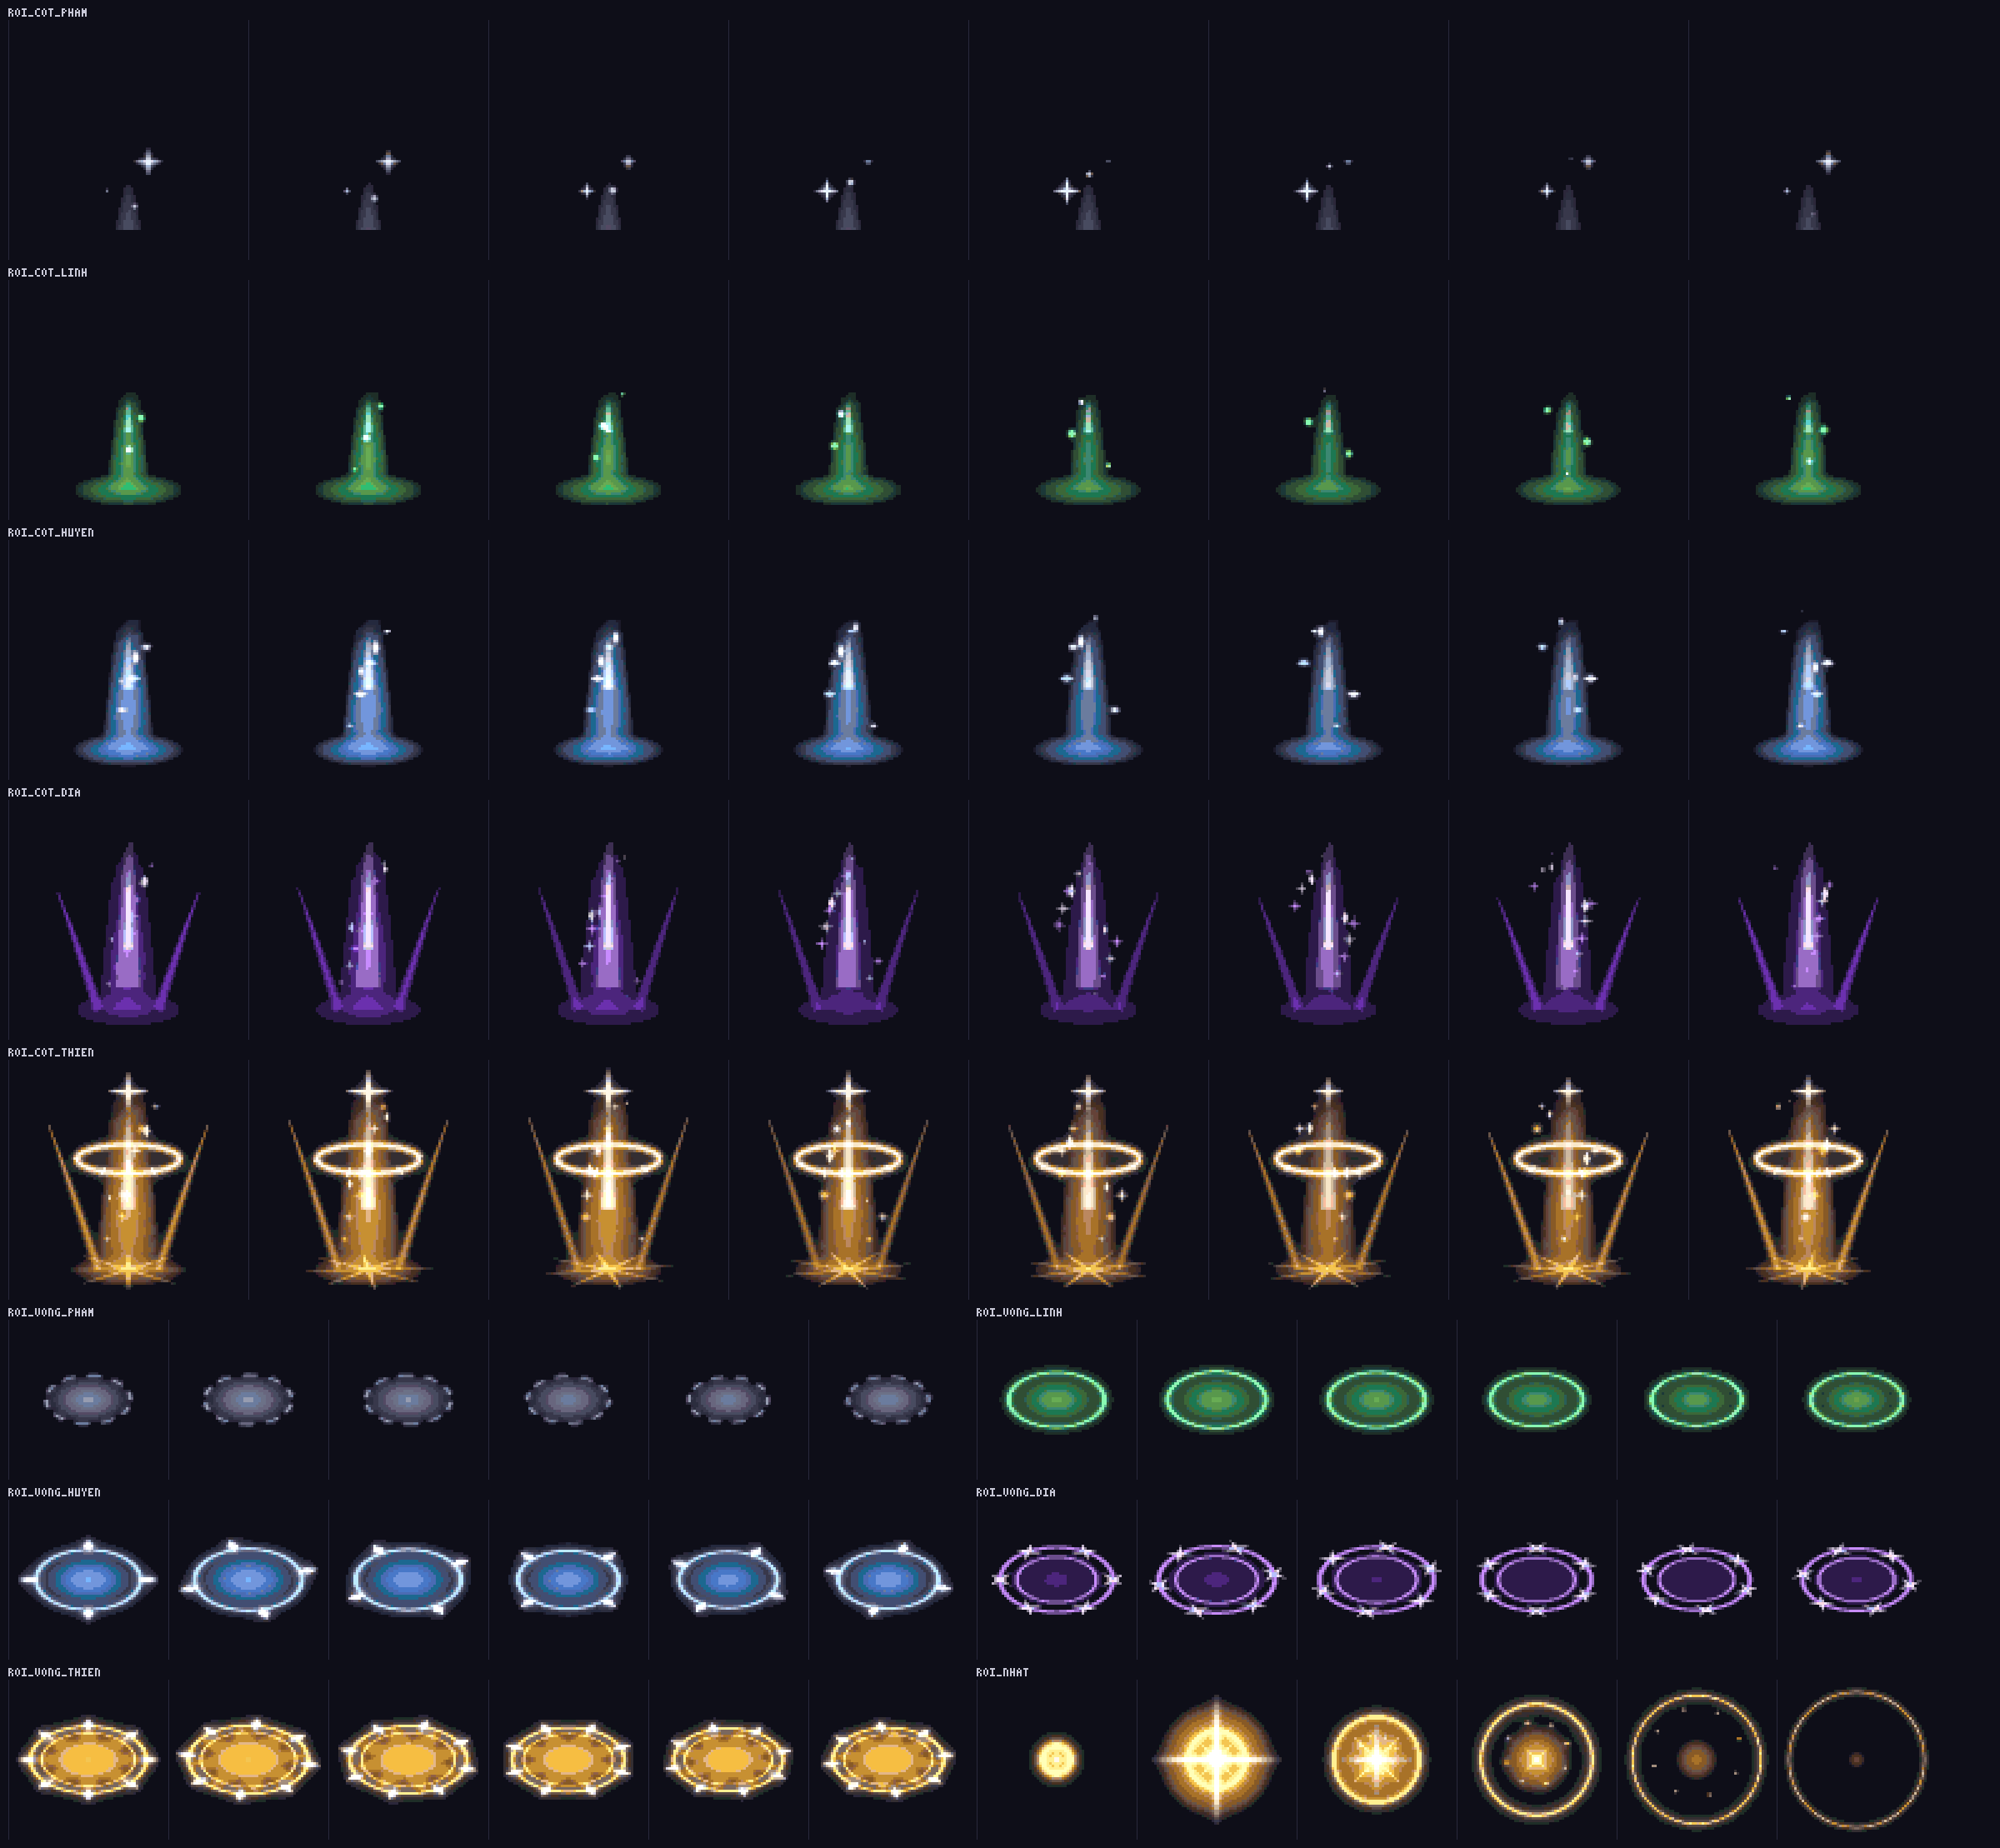 ROI_COT_PHAM
ROI_COT_LINH
ROI_COT_HUYEN
ROI_COT_DIA
ROI_COT_THIEN
ROI_VONG_PHAM
ROI_VONG_LINH
ROI_VONG_HUYEN
ROI_VONG_DIA
ROI_VONG_THIEN
ROI_NHAT